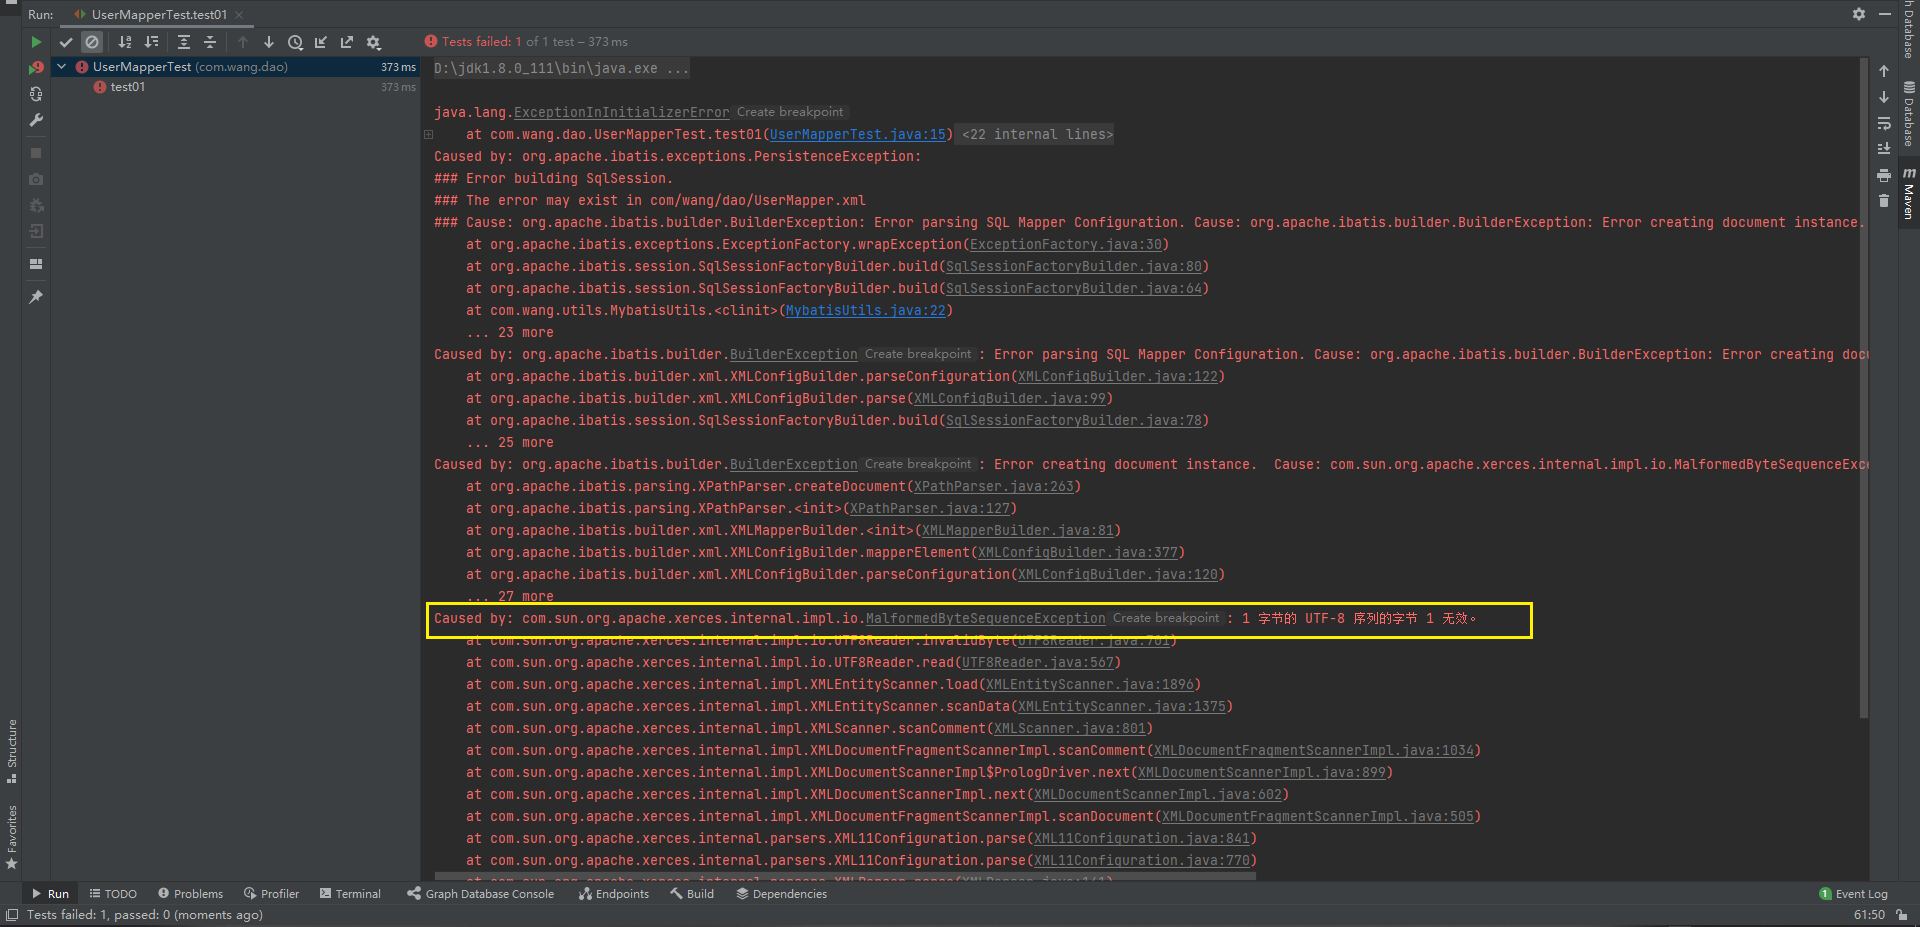 Run: UserMapperTest.test01
Tests failed: 1 of 1 test – 373 ms
UserMapperTest (com.wang.dao) 373 ms
test01 373 ms
D:\jdk1.8.0_111\bin\java.exe ...
java.lang.ExceptionInInitializerError Create breakpoint
at com.wang.dao.UserMapperTest.test01(UserMapperTest.java:15) <22 internal lines>
Caused by: org.apache.ibatis.exceptions.PersistenceException:
### Error building SqlSession.
### The error may exist in com/wang/dao/UserMapper.xml
### Cause: org.apache.ibatis.builder.BuilderException: Error parsing SQL Mapper Configuration. Cause: org.apache.ibatis.builder.BuilderException: Error creating document instance.
at org.apache.ibatis.exceptions.ExceptionFactory.wrapException(ExceptionFactory.java:30)
at org.apache.ibatis.session.SqlSessionFactoryBuilder.build(SqlSessionFactoryBuilder.java:80)
at org.apache.ibatis.session.SqlSessionFactoryBuilder.build(SqlSessionFactoryBuilder.java:64)
at com.wang.utils.MybatisUtils.<clinit>(MybatisUtils.java:22)
... 23 more
Caused by: org.apache.ibatis.builder.BuilderException Create breakpoint : Error parsing SQL Mapper Configuration. Cause: org.apache.ibatis.builder.BuilderException: Error creating doc
at org.apache.ibatis.builder.xml.XMLConfigBuilder.parseConfiguration(XMLConfigBuilder.java:122)
at org.apache.ibatis.builder.xml.XMLConfigBuilder.parse(XMLConfigBuilder.java:99)
at org.apache.ibatis.session.SqlSessionFactoryBuilder.build(SqlSessionFactoryBuilder.java:78)
... 25 more
Caused by: org.apache.ibatis.builder.BuilderException Create breakpoint : Error creating document instance. Cause: com.sun.org.apache.xerces.internal.impl.io.MalformedByteSequenceExc
at org.apache.ibatis.parsing.XPathParser.createDocument(XPathParser.java:263)
at org.apache.ibatis.parsing.XPathParser.<init>(XPathParser.java:127)
at org.apache.ibatis.builder.xml.XMLMapperBuilder.<init>(XMLMapperBuilder.java:81)
at org.apache.ibatis.builder.xml.XMLConfigBuilder.mapperElement(XMLConfigBuilder.java:377)
at org.apache.ibatis.builder.xml.XMLConfigBuilder.parseConfiguration(XMLConfigBuilder.java:120)
... 27 more
Caused by: com.sun.org.apache.xerces.internal.impl.io.MalformedByteSequenceException Create breakpoint : 1 字节的 UTF-8 序列的字节 1 无效。
at com.sun.org.apache.xerces.internal.impl.io.UTF8Reader.invalidByte(UTF8Reader.java:701)
at com.sun.org.apache.xerces.internal.impl.io.UTF8Reader.read(UTF8Reader.java:567)
at com.sun.org.apache.xerces.internal.impl.XMLEntityScanner.load(XMLEntityScanner.java:1896)
at com.sun.org.apache.xerces.internal.impl.XMLEntityScanner.scanData(XMLEntityScanner.java:1375)
at com.sun.org.apache.xerces.internal.impl.XMLScanner.scanComment(XMLScanner.java:801)
at com.sun.org.apache.xerces.internal.impl.XMLDocumentFragmentScannerImpl.scanComment(XMLDocumentFragmentScannerImpl.java:1034)
at com.sun.org.apache.xerces.internal.impl.XMLDocumentScannerImpl$PrologDriver.next(XMLDocumentScannerImpl.java:899)
at com.sun.org.apache.xerces.internal.impl.XMLDocumentScannerImpl.next(XMLDocumentScannerImpl.java:602)
at com.sun.org.apache.xerces.internal.impl.XMLDocumentFragmentScannerImpl.scanDocument(XMLDocumentFragmentScannerImpl.java:505)
at com.sun.org.apache.xerces.internal.parsers.XML11Configuration.parse(XML11Configuration.java:841)
at com.sun.org.apache.xerces.internal.parsers.XML11Configuration.parse(XML11Configuration.java:770)
at com.sun.org.apache.xerces.internal.parsers.XMLParser.parse(XMLParser.java:141)
h Database
Database
m Maven
Structure
Favorites
Run TODO Problems Profiler Terminal Graph Database Console Endpoints Build Dependencies 1 Event Log
Tests failed: 1, passed: 0 (moments ago) 61:50